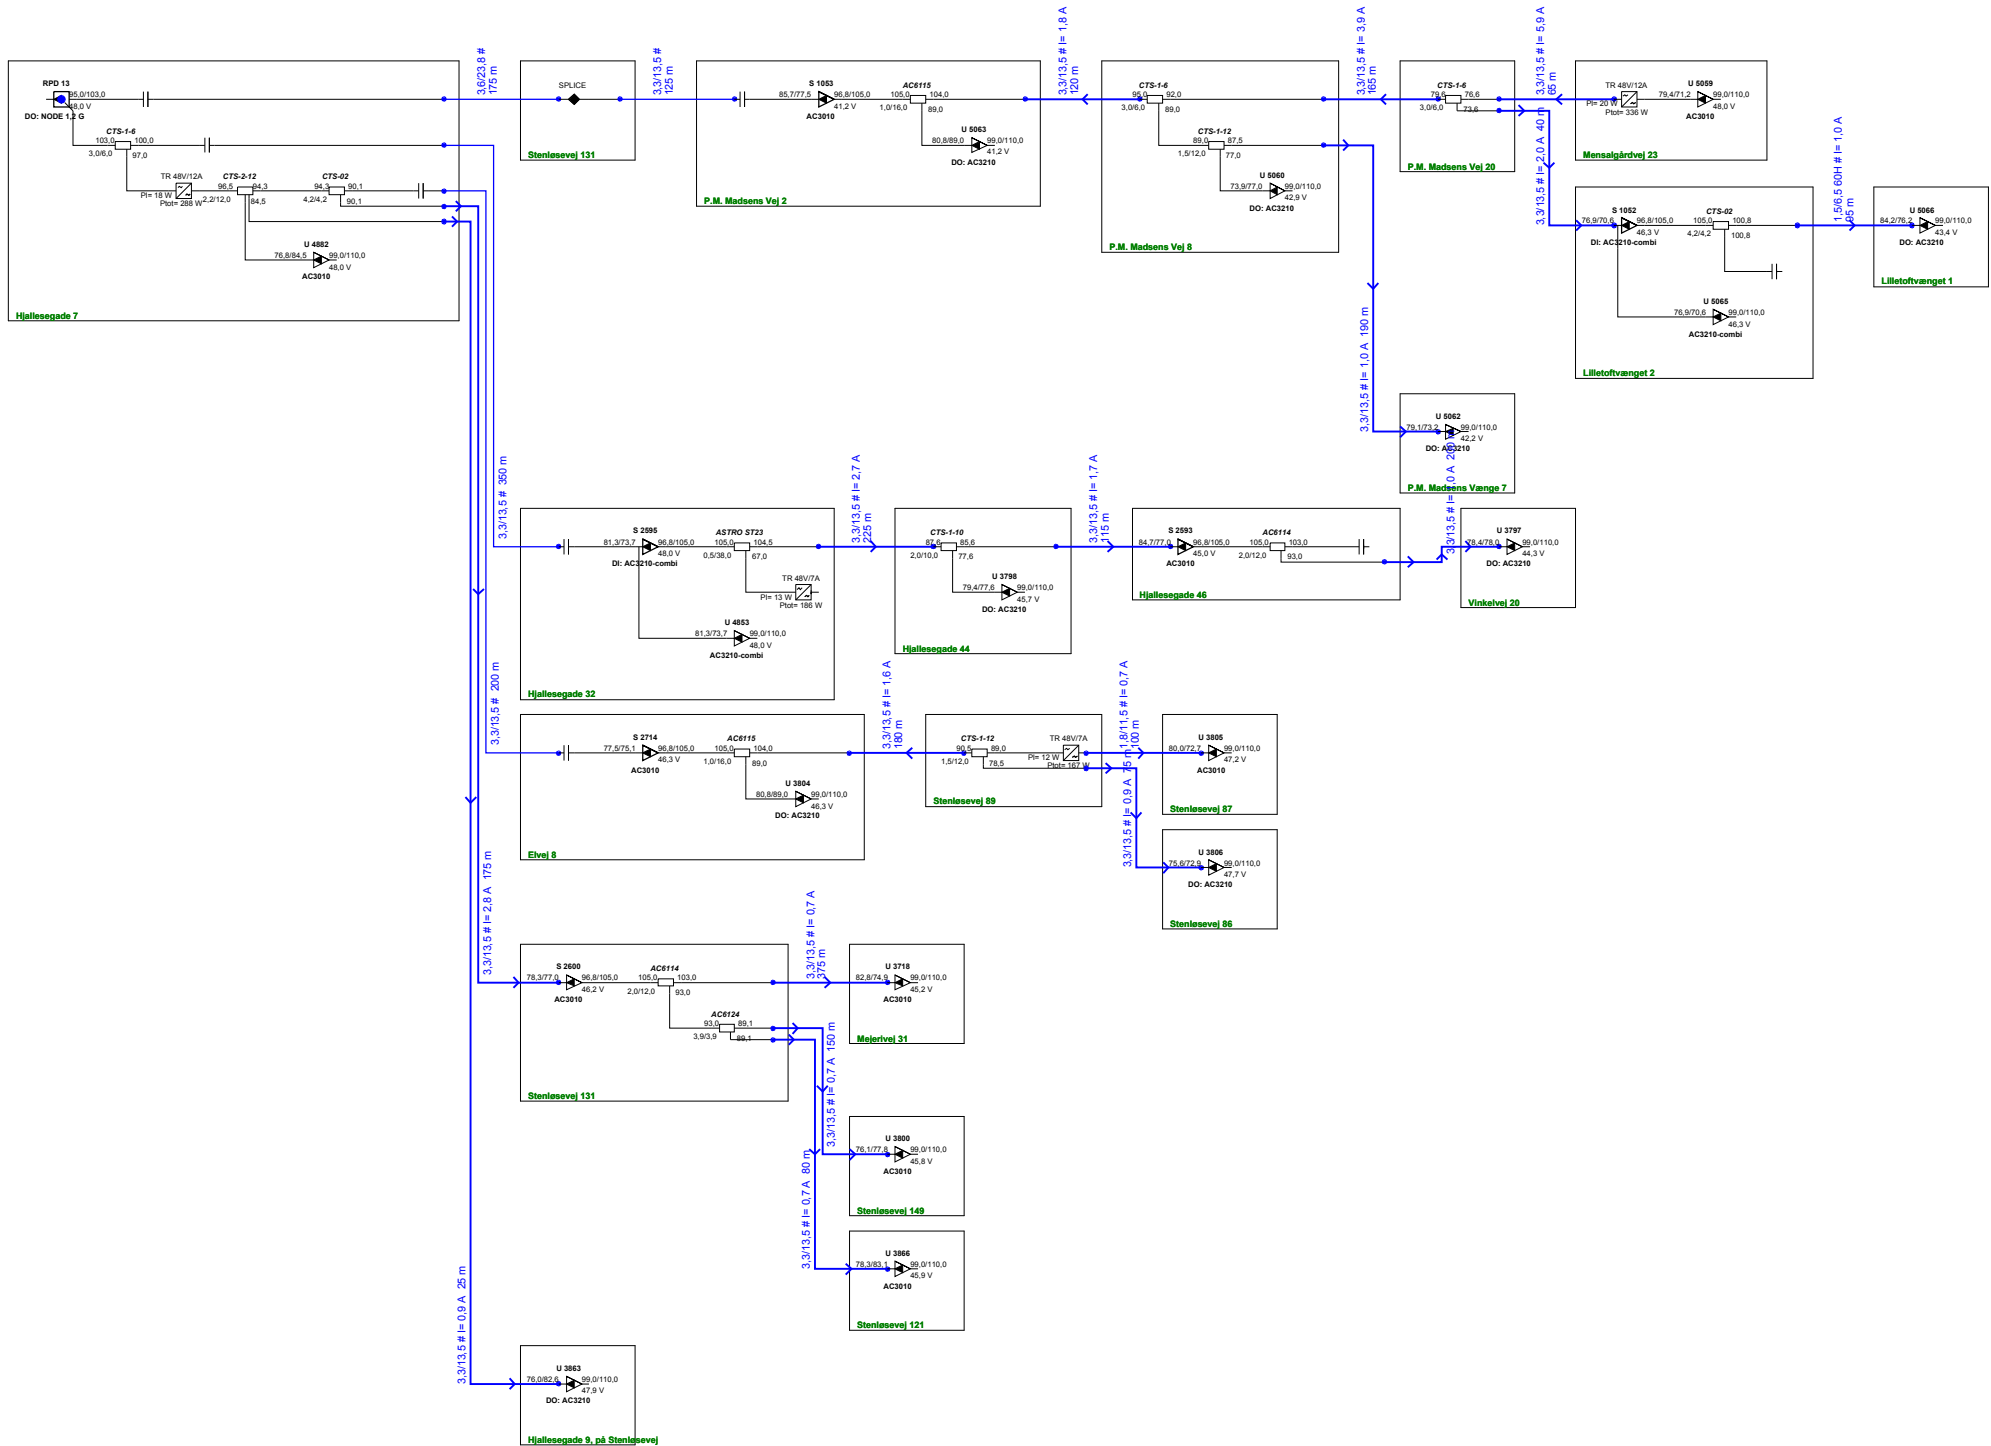 RPD 13
95,0/103,0
48,0 V
DO: NODE 1,2 G
CTS-1-6
103,0
100,0
3,0/6,0
97,0
TR 48V/12A
PI= 18 W
Ptot= 288 W
CTS-2-12
96,5
94,3
2,2/12,0
84,5
CTS-02
94,3
90,1
4,2/4,2
90,1
U 4882
76,8/84,5
99,0/110,0
48,0 V
AC3010
Hjallesegade 7
3,6/23,8 #
175 m
SPLICE
Stenløsevej 131
3,3/13,5 #
125 m
S 1053
85,7/77,5
96,8/105,0
41,2 V
AC3010
AC6115
105,0
104,0
1,0/16,0
89,0
U 5063
80,8/89,0
99,0/110,0
41,2 V
DO: AC3210
P.M. Madsens Vej 2
3,3/13,5 # I= 1,8 A
120 m
CTS-1-6
95,0
92,0
3,0/6,0
89,0
CTS-1-12
89,0
87,5
1,5/12,0
77,0
U 5060
73,9/77,0
99,0/110,0
42,9 V
DO: AC3210
P.M. Madsens Vej 8
3,3/13,5 # I= 3,9 A
165 m
CTS-1-6
79,6
76,6
3,0/6,0
73,6
P.M. Madsens Vej 20
3,3/13,5 # I= 5,9 A
65 m
TR 48V/12A
PI= 20 W
Ptot= 336 W
U 5059
79,4/71,2
99,0/110,0
48,0 V
AC3010
Mensalgårdvej 23
3,3/13,5 # I= 2,0 A 40 m
S 1052
76,9/70,6
96,8/105,0
46,3 V
DI: AC3210-combi
CTS-02
105,0
100,8
4,2/4,2
100,8
U 5065
76,9/70,6
99,0/110,0
46,3 V
AC3210-combi
Lilletoftvænget 2
1,5/6,5 60H # I= 1,0 A
95 m
U 5066
84,2/76,2
99,0/110,0
43,4 V
DO: AC3210
Lilletoftvænget 1
3,3/13,5 # I= 1,0 A 190 m
U 5062
79,1/73,2
99,0/110,0
42,2 V
DO: AC3210
P.M. Madsens Vænge 7
3,3/13,5 # 350 m
S 2595
81,3/73,7
96,8/105,0
48,0 V
DI: AC3210-combi
ASTRO ST23
105,0
104,5
0,5/38,0
67,0
TR 48V/7A
PI= 13 W
Ptot= 186 W
U 4853
81,3/73,7
99,0/110,0
48,0 V
AC3210-combi
Hjallesegade 32
3,3/13,5 # I= 2,7 A
225 m
CTS-1-10
87,6
85,6
2,0/10,0
77,6
U 3798
79,4/77,6
99,0/110,0
45,7 V
DO: AC3210
Hjallesegade 44
3,3/13,5 # I= 1,7 A
115 m
S 2593
84,7/77,0
96,8/105,0
45,0 V
AC3010
AC6114
105,0
103,0
2,0/12,0
93,0
Hjallesegade 46
3,3/13,5 # I=
U 3797
78,4/78,0
99,0/110,0
44,3 V
DO: AC3210
Vinkelvej 20
3,3/13,5 # 200 m
S 2714
77,5/75,1
96,8/105,0
46,3 V
AC3010
AC6115
105,0
104,0
1,0/16,0
89,0
U 3804
80,8/89,0
99,0/110,0
46,3 V
DO: AC3210
Elvej 8
3,3/13,5 # I= 1,6 A
180 m
CTS-1-12
90,5
89,0
1,5/12,0
78,5
TR 48V/7A
PI= 12 W
Ptot= 167 W
Stenløsevej 89
1,8/11,5 # I= 0,7 A
100 m
U 3805
80,0/72,7
99,0/110,0
47,2 V
AC3010
Stenløsevej 87
3,3/13,5 # I= 0,9 A 75 m
U 3806
75,6/72,9
99,0/110,0
47,7 V
DO: AC3210
Stenløsevej 86
3,3/13,5 # I= 2,8 A 175 m
S 2600
78,3/77,0
96,8/105,0
46,2 V
AC3010
AC6114
105,0
103,0
2,0/12,0
93,0
AC6124
93,0
89,1
3,9/3,9
89,1
Stenløsevej 131
3,3/13,5 # I= 0,7 A
375 m
U 3718
82,8/74,9
99,0/110,0
45,2 V
AC3010
Mejerivej 31
3,3/13,5 # I= 0,7 A 150 m
U 3800
76,1/77,8
99,0/110,0
45,8 V
AC3010
Stenløsevej 149
3,3/13,5 # I= 0,7 A 80 m
U 3866
78,3/83,1
99,0/110,0
45,9 V
AC3010
Stenløsevej 121
3,3/13,5 # I= 0,9 A 25 m
U 3863
76,0/82,6
99,0/110,0
47,9 V
DO: AC3210
Hjallesegade 9, på Stenløsevej